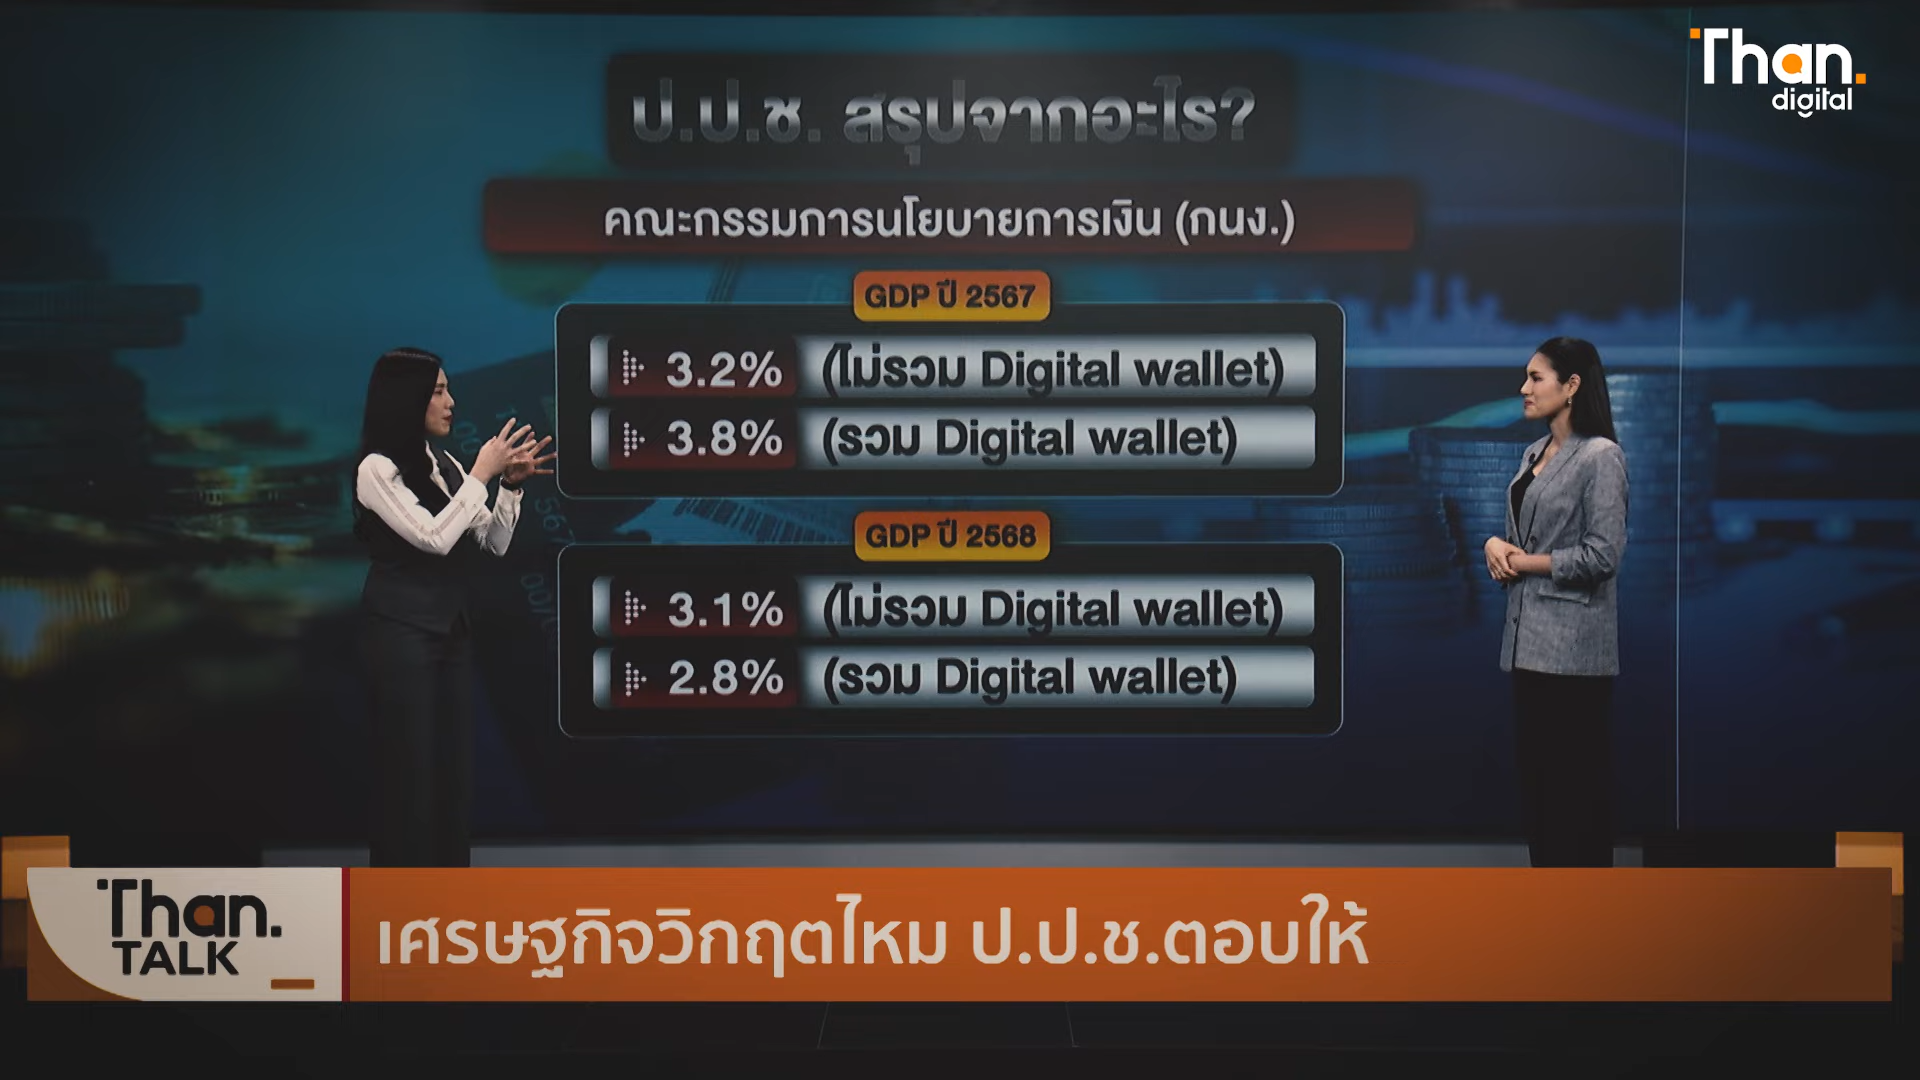 Than.
digital
ป.ป.ช. สรุปจากอะไร?
คณะกรรมการนโยบายการเงิน (กนง.)
GDP ปี 2567
3.2% (ไม่รวม Digital wallet)
3.8% (รวม Digital wallet)
GDP ปี 2568
3.1% (ไม่รวม Digital wallet)
2.8% (รวม Digital wallet)
Than.
TALK
เศรษฐกิจวิกฤตไหม ป.ป.ช.ตอบให้